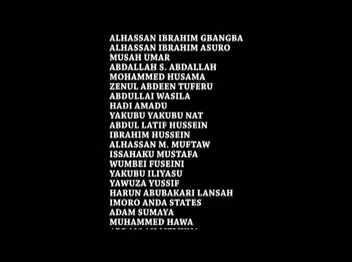 ALHASSAN IBRAHIM GBANGBA
ALHASSAN IBRAHIM ASURO
MUSAH UMAR
ABDALLAH S. ABDALLAH
MOHAMMED HUSAMA
ZENUL ABDEEN TUFERU
ABDULLAI WASILA
HADI AMADU
YAKUBU YAKUBU NAT
ABDUL LATIF HUSSEIN
IBRAHIM HUSSEIN
ALHASSAN M. MUFTAW
ISSAHAKU MUSTAFA
WUMBEI FUSEINI
YAKUBU ILIYASU
YAWUZA YUSSIF
HARUN ABUBAKARI LANSAH
IMORO ANDA STATES
ADAM SUMAYA
MUHAMMED HAWA